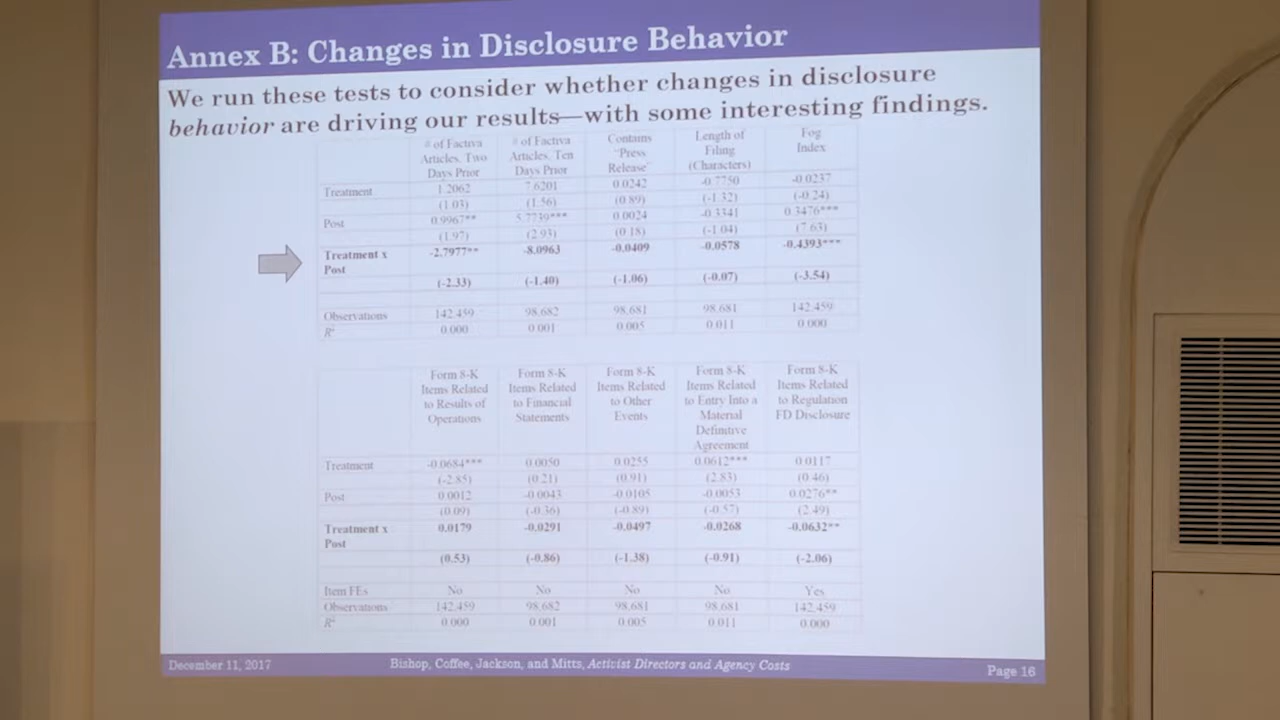 Annex B: Changes in Disclosure Behavior
We run these tests to consider whether changes in disclosure
behavior are driving our results—with some interesting findings.
# of Factiva Articles, Two Days Prior # of Factiva Articles, Ten Days Prior Contains "Press Release" Length of Filing (Characters) Fog Index
Treatment 1.2062 7.6201 0.0242 -0.7750 -0.0237
(1.03) (1.56) (0.89) (-1.32) (-0.24)
Post 0.9967** 5.7739*** 0.0024 -0.3341 0.3476***
(1.97) (2.93) (0.18) (-1.04) (7.63)
Treatment x Post -2.7977** -8.0963 -0.0409 -0.0578 -0.4393***
(-2.33) (-1.40) (-1.06) (-0.07) (-3.54)
Observations 142,459 98,682 98,681 98,681 142,459
R² 0.000 0.001 0.005 0.011 0.000
Form 8-K Items Related to Results of Operations Form 8-K Items Related to Financial Statements Form 8-K Items Related to Other Events Form 8-K Items Related to Entry Into a Material Definitive Agreement Form 8-K Items Related to Regulation FD Disclosure
Treatment -0.0684*** 0.0050 0.0255 0.0612*** 0.0117
(-2.85) (0.21) (0.91) (2.83) (0.46)
Post 0.0012 -0.0043 -0.0105 -0.0053 0.0276**
(0.09) (-0.36) (-0.89) (-0.57) (2.49)
Treatment x Post 0.0179 -0.0291 -0.0497 -0.0268 -0.0632**
(0.53) (-0.86) (-1.38) (-0.91) (-2.06)
Item FEs No No No No Yes
Observations 142,459 98,682 98,681 98,681 142,459
R² 0.000 0.001 0.005 0.011 0.000
December 11, 2017 Bishop, Coffee, Jackson, and Mitts, Activist Directors and Agency Costs Page 16